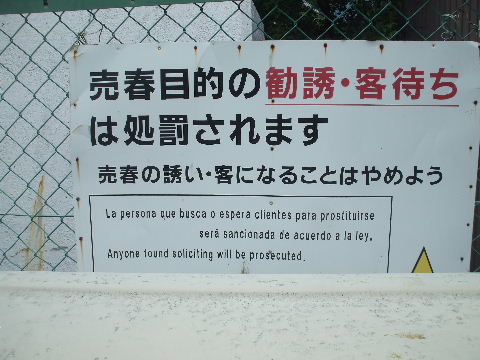 売春目的の勧誘・客待ち
は処罰されます
売春の誘い・客になることはやめよう
La persona que busca o espera clientes para prostituirse
será sancionada de acuerdo a la ley.
Anyone found soliciting will be prosecuted.